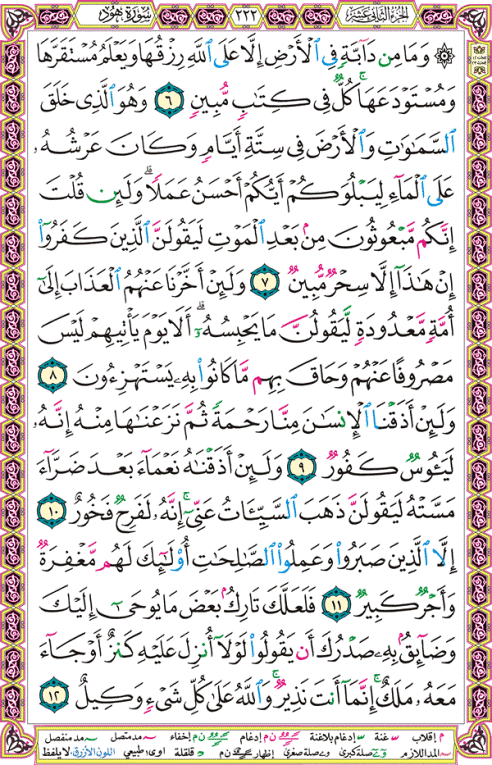 الجزء الثاني عشر ٢٢٢ سورة هود
۞ وَمَا مِن دَآبَّةٍ فِي ٱلْأَرْضِ إِلَّا عَلَى ٱللَّهِ رِزْقُهَا وَيَعْلَمُ مُسْتَقَرَّهَا
وَمُسْتَوْدَعَهَا ۚ كُلٌّ فِي كِتَٰبٍ مُّبِينٍ ٦ وَهُوَ ٱلَّذِي خَلَقَ
ٱلسَّمَٰوَٰتِ وَٱلْأَرْضَ فِي سِتَّةِ أَيَّامٍ وَكَانَ عَرْشُهُۥ
عَلَى ٱلْمَآءِ لِيَبْلُوَكُمْ أَيُّكُمْ أَحْسَنُ عَمَلًا ۗ وَلَئِن قُلْتَ
إِنَّكُم مَّبْعُوثُونَ مِنۢ بَعْدِ ٱلْمَوْتِ لَيَقُولَنَّ ٱلَّذِينَ كَفَرُوٓا۟
إِنْ هَٰذَآ إِلَّا سِحْرٌ مُّبِينٌ ٧ وَلَئِنْ أَخَّرْنَا عَنْهُمُ ٱلْعَذَابَ إِلَىٰٓ
أُمَّةٍ مَّعْدُودَةٍ لَّيَقُولُنَّ مَا يَحْبِسُهُۥٓ ۗ أَلَا يَوْمَ يَأْتِيهِمْ لَيْسَ
مَصْرُوفًا عَنْهُمْ وَحَاقَ بِهِم مَّا كَانُوا۟ بِهِۦ يَسْتَهْزِءُونَ ٨
وَلَئِنْ أَذَقْنَا ٱلْإِنسَٰنَ مِنَّا رَحْمَةً ثُمَّ نَزَعْنَٰهَا مِنْهُ إِنَّهُۥ
لَيَـُٔوسٌ كَفُورٌ ٩ وَلَئِنْ أَذَقْنَٰهُ نَعْمَآءَ بَعْدَ ضَرَّآءَ
مَسَّتْهُ لَيَقُولَنَّ ذَهَبَ ٱلسَّيِّـَٔاتُ عَنِّيٓ ۚ إِنَّهُۥ لَفَرِحٌ فَخُورٌ ١٠
إِلَّا ٱلَّذِينَ صَبَرُوا۟ وَعَمِلُوا۟ ٱلصَّٰلِحَٰتِ أُو۟لَٰٓئِكَ لَهُم مَّغْفِرَةٌ
وَأَجْرٌ كَبِيرٌ ١١ فَلَعَلَّكَ تَارِكٌۢ بَعْضَ مَا يُوحَىٰٓ إِلَيْكَ
وَضَآئِقٌۢ بِهِۦ صَدْرُكَ أَن يَقُولُوا۟ لَوْلَآ أُنزِلَ عَلَيْهِ كَنزٌ أَوْ جَآءَ
مَعَهُۥ مَلَكٌ ۚ إِنَّمَآ أَنتَ نَذِيرٌ ۚ وَٱللَّهُ عَلَىٰ كُلِّ شَيْءٍ وَكِيلٌ ١٢
م إقلاب غنة إدغام بلاغنة ن م إدغام ن م إخفاء مد متصل مد منفصل
المد اللازم صلة كبرى وصلة صغرى إظهار ن م قلقلة اوى: طبيعي اللون الأزرق: لا يلفظ